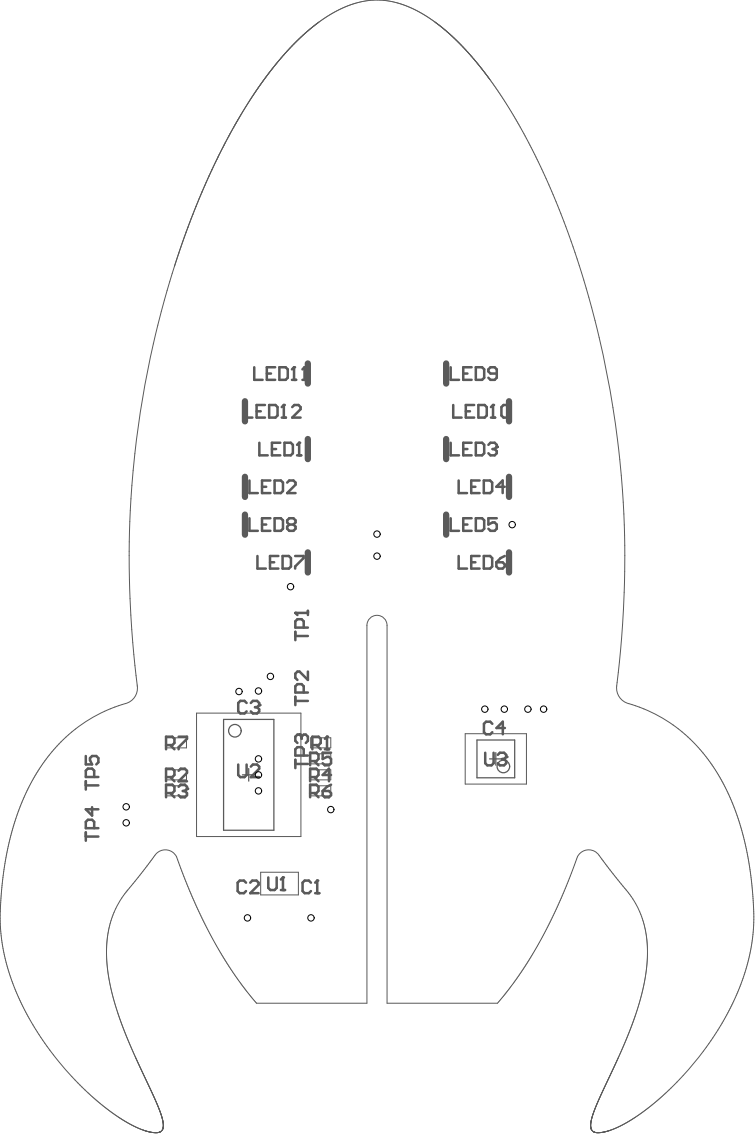 LED11 LED9
LED12 LED10
LED1 LED3
LED2 LED4
LED8 LED5
LED7 LED6
TP1
TP2
C3
C4
R7 TP3 R1
R5
U2 U3
TP5
R2 R4
R3 R6
TP4
C2 U1 C1